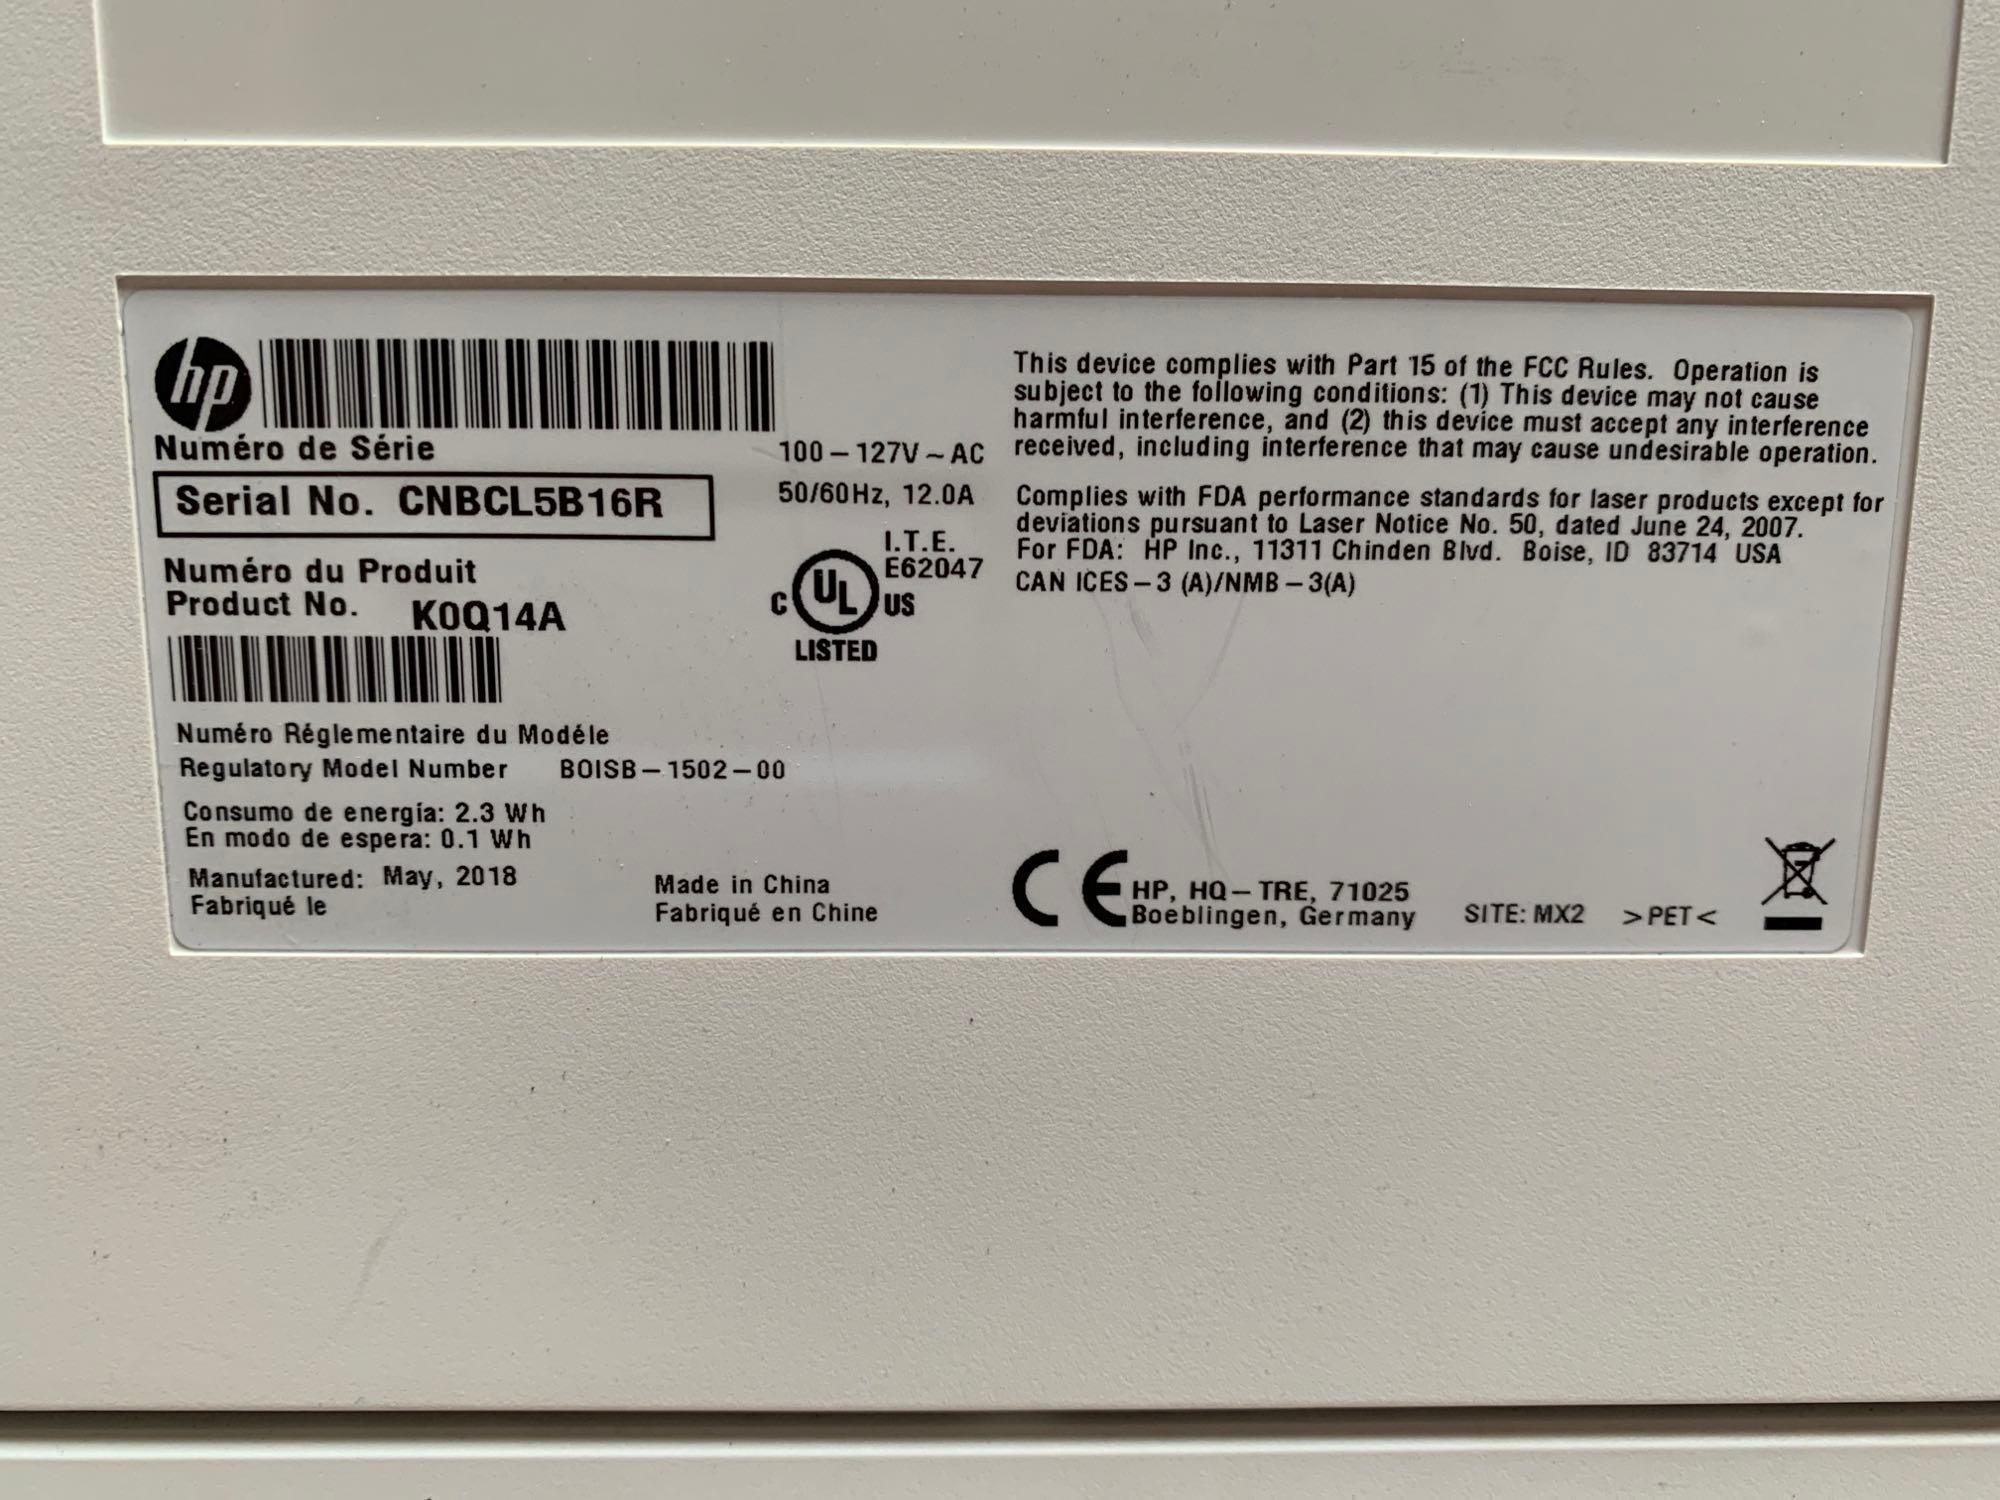 hp
Numéro de Série
Serial No. CNBCL5B16R
Numéro du Produit
Product No. K0Q14A
Numéro Réglementaire du Modéle
Regulatory Model Number BOISB-1502-00
Consumo de energía: 2.3 Wh
En modo de espera: 0.1 Wh
Manufactured: May, 2018
Fabriqué le
Made in China
Fabriqué en Chine
100-127V~AC
50/60Hz, 12.0A
I.T.E.
E62047
C UL US
LISTED
This device complies with Part 15 of the FCC Rules. Operation is
subject to the following conditions: (1) This device may not cause
harmful interference, and (2) this device must accept any interference
received, including interference that may cause undesirable operation.
Complies with FDA performance standards for laser products except for
deviations pursuant to Laser Notice No. 50, dated June 24, 2007.
For FDA: HP Inc., 11311 Chinden Blvd. Boise, ID 83714 USA
CAN ICES-3 (A)/NMB-3(A)
CE HP, HQ-TRE, 71025
Boeblingen, Germany
SITE: MX2 >PET<